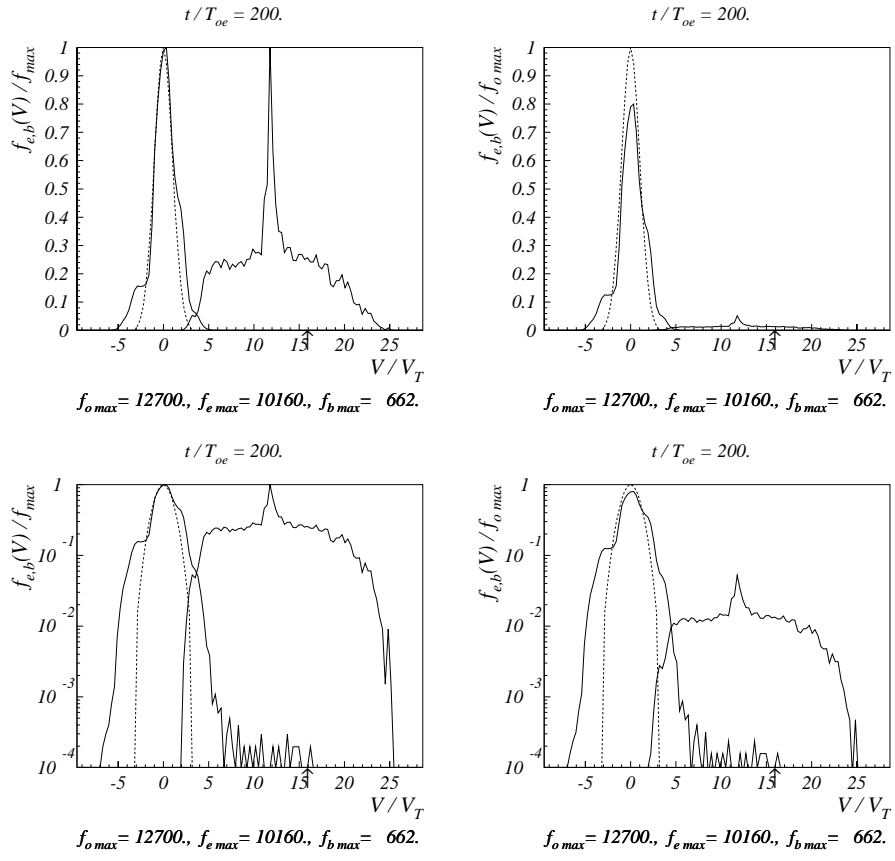 t / T_oe = 200.
f_e,b(V) / f_max
1
0.9
0.8
0.7
0.6
0.5
0.4
0.3
0.2
0.1
0
-5 0 5 10 15 20 25
V / V_T
f_o max= 12700., f_e max= 10160., f_b max= 662.
t / T_oe = 200.
f_e,b(V) / f_o max
1
0.9
0.8
0.7
0.6
0.5
0.4
0.3
0.2
0.1
0
-5 0 5 10 15 20 25
V / V_T
f_o max= 12700., f_e max= 10160., f_b max= 662.
t / T_oe = 200.
f_e,b(V) / f_max
1
10^-1
10^-2
10^-3
10^-4
-5 0 5 10 15 20 25
V / V_T
f_o max= 12700., f_e max= 10160., f_b max= 662.
t / T_oe = 200.
f_e,b(V) / f_o max
1
10^-1
10^-2
10^-3
10^-4
-5 0 5 10 15 20 25
V / V_T
f_o max= 12700., f_e max= 10160., f_b max= 662.